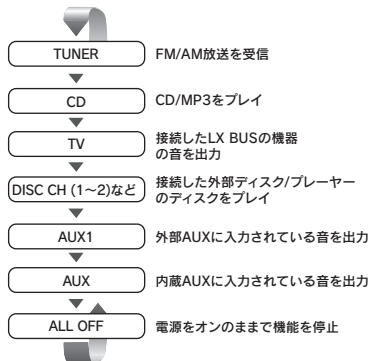 TUNER
FM/AM放送を受信
CD
CD/MP3をプレイ
TV
接続したLX BUSの機器
の音を出力
DISC CH (1~2)など
接続した外部ディスク/プレーヤー
のディスクをプレイ
AUX1
外部AUXに入力されている音を出力
AUX
内蔵AUXに入力されている音を出力
ALL OFF
電源をオンのままで機能を停止